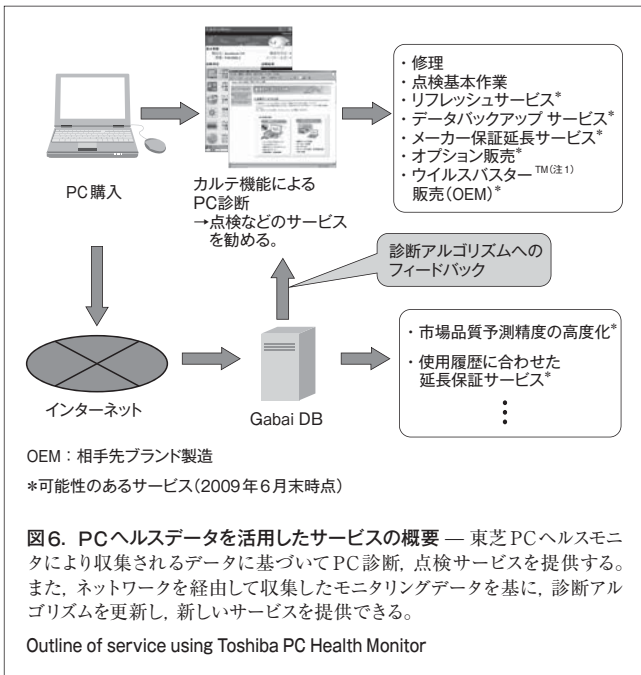 PC購入
カルテ機能による
PC診断
→点検などのサービス
を勧める。
・修理
・点検基本作業
・リフレッシュサービス*
・データバックアップ サービス*
・メーカー保証延長サービス*
・オプション販売*
・ウイルスバスター™(注1)
販売(OEM)*
診断アルゴリズムへの
フィードバック
インターネット
Gabai DB
・市場品質予測精度の高度化*
・使用履歴に合わせた
延長保証サービス*
OEM：相手先ブランド製造
*可能性のあるサービス(2009年6月末時点)
図6. PCヘルスデータを活用したサービスの概要 — 東芝PCヘルスモニ
タにより収集されるデータに基づいてPC診断，点検サービスを提供する。
また，ネットワークを経由して収集したモニタリングデータを基に，診断アル
ゴリズムを更新し，新しいサービスを提供できる。
Outline of service using Toshiba PC Health Monitor